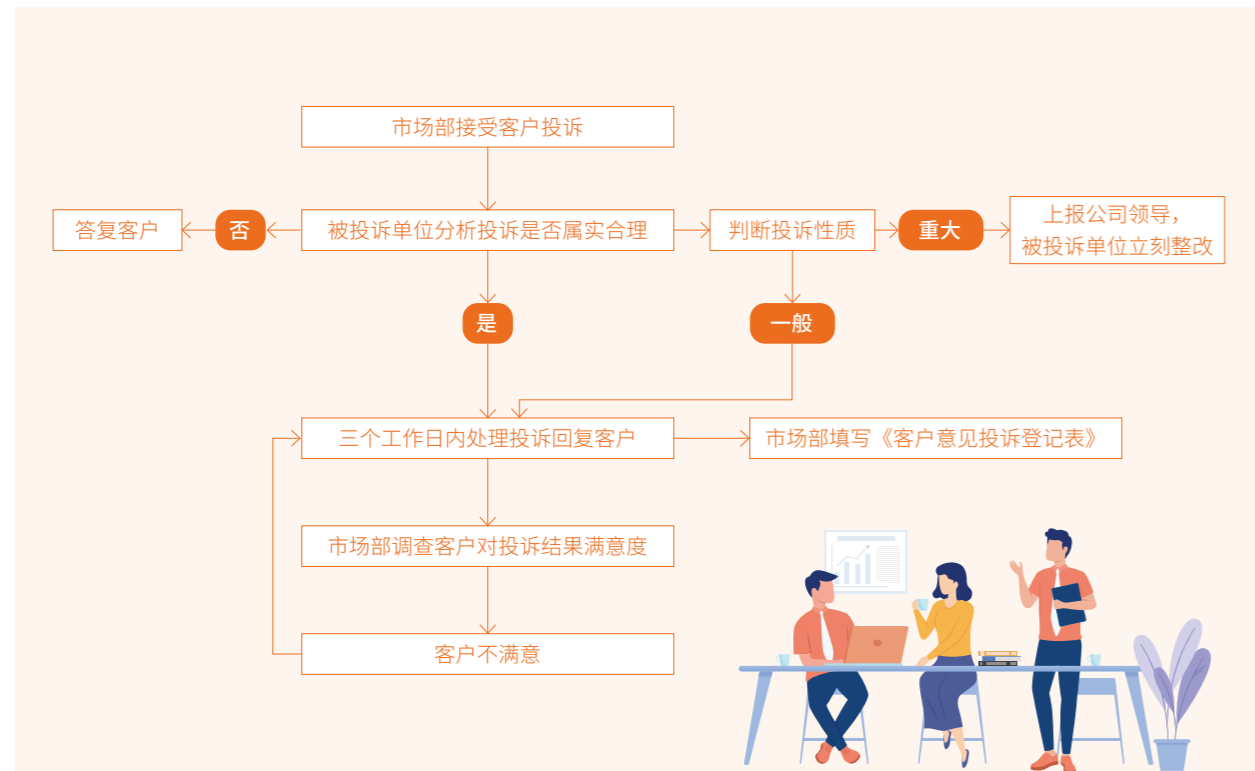 市场部接受客户投诉
答复客户
否
被投诉单位分析投诉是否属实合理
判断投诉性质
重大
上报公司领导，
被投诉单位立刻整改
是
一般
三个工作日内处理投诉回复客户
市场部填写《客户意见投诉登记表》
市场部调查客户对投诉结果满意度
客户不满意